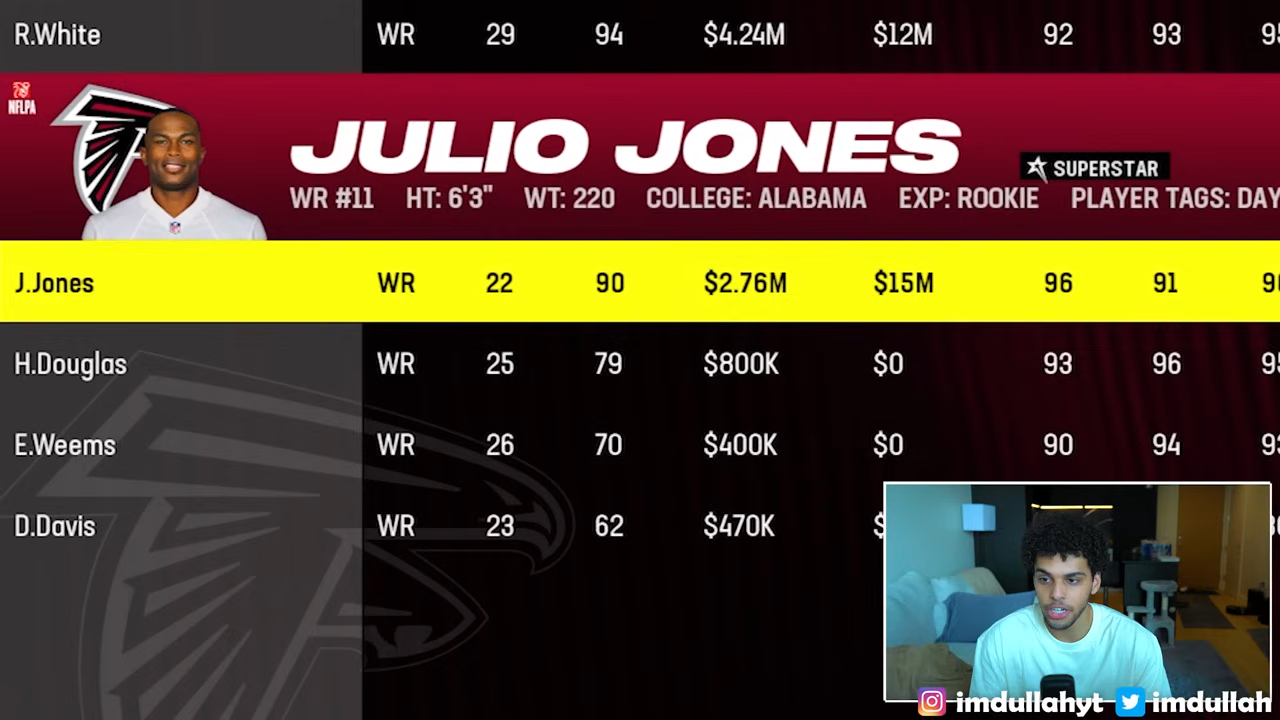 R.White WR 29 94 $4.24M $12M 92 93
NFLPA
JULIO JONES
SUPERSTAR
WR #11 HT: 6'3" WT: 220 COLLEGE: ALABAMA EXP: ROOKIE PLAYER TAGS: DAY
J.Jones WR 22 90 $2.76M $15M 96 91
H.Douglas WR 25 79 $800K $0 93 96
E.Weems WR 26 70 $400K $0 90 94
D.Davis WR 23 62 $470K
imdullahyt imdullah